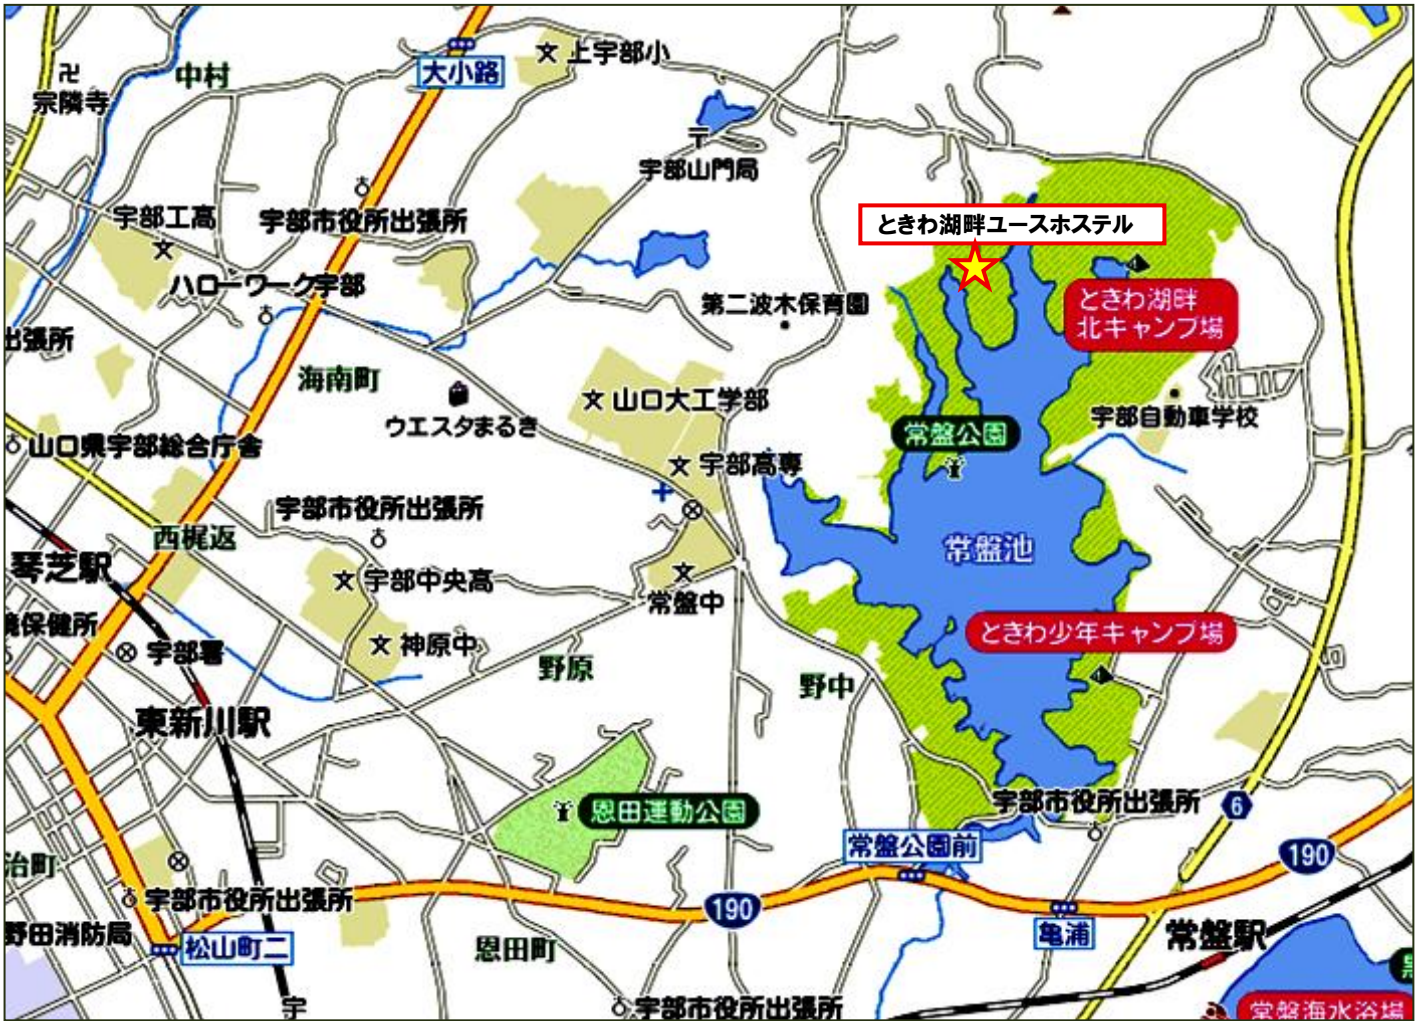 上宇部小
大小路
中村
宗隣寺
宇部山門局
宇部工高
宇部市役所出張所
ときわ湖畔ユースホステル
ハローワーク宇部
ときわ湖畔
北キャンプ場
第二波木保育園
出張所
海南町
山口大工学部
ウエスタまるき
宇部自動車学校
常盤公園
山口県宇部総合庁舎
宇部高専
宇部市役所出張所
西梶返
常盤池
琴芝駅
宇部中央高
常盤中
保健所
ときわ少年キャンプ場
宇部署
神原中
野原
野中
東新川駅
宇部市役所出張所
6
恩田運動公園
常盤公園前
190
治町
宇部市役所出張所
190
野田消防局
松山町二
恩田町
亀浦
常盤駅
宇
宇部市役所出張所
常盤海水浴場